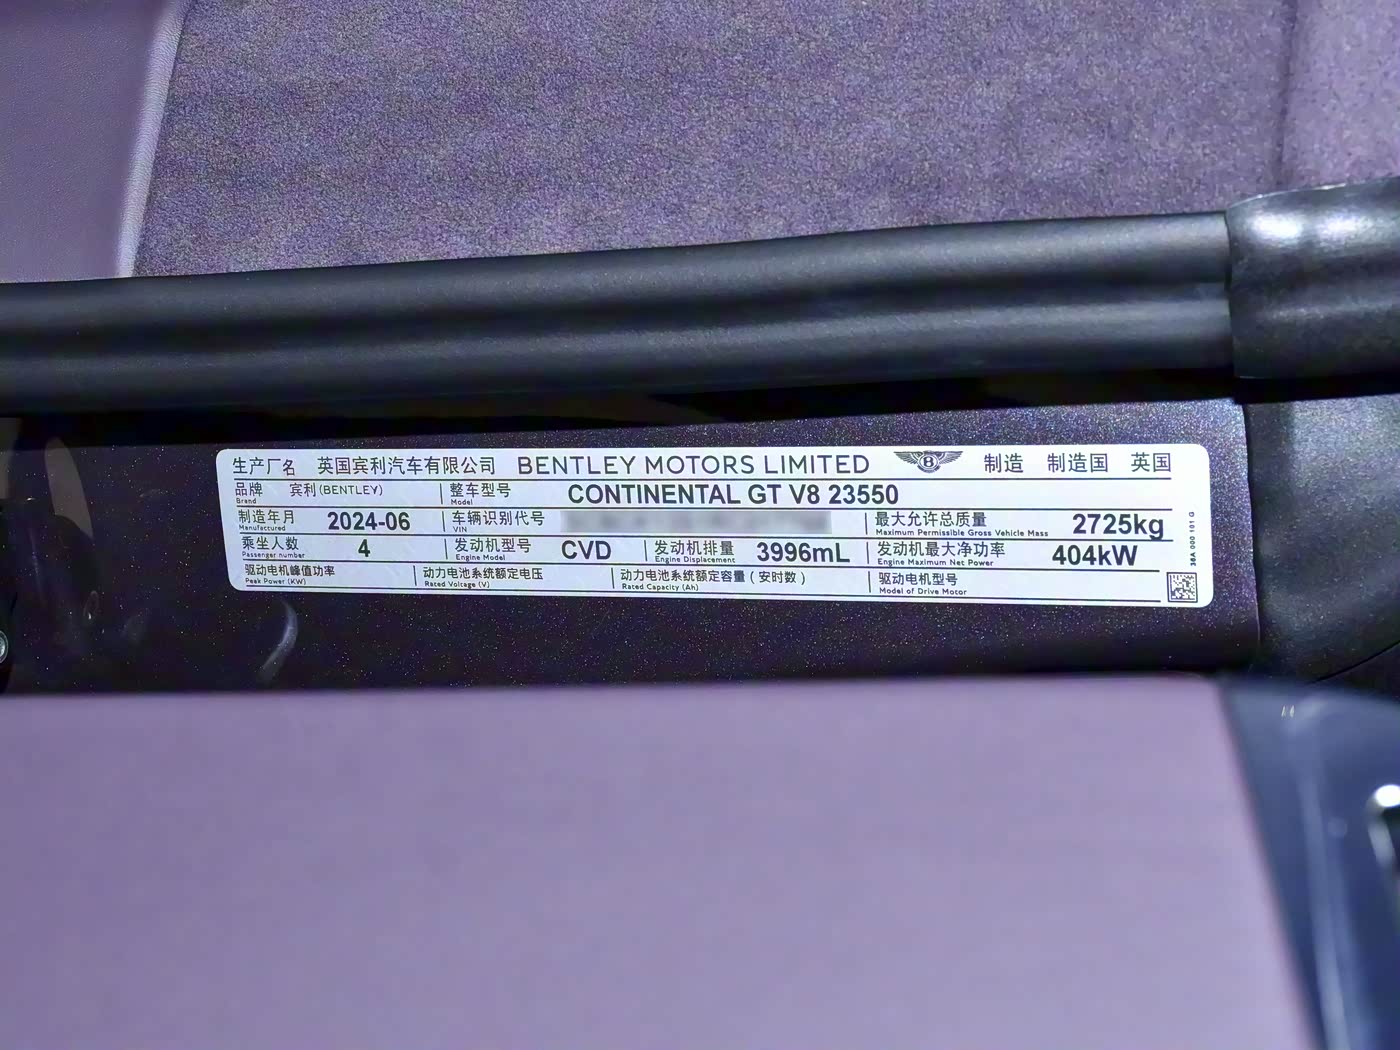 生产厂名 英国宾利汽车有限公司 BENTLEY MOTORS LIMITED B 制造 制造国 英国
品牌 宾利(BENTLEY) 整车型号 CONTINENTAL GT V8 23550
Brand Model
制造年月 2024-06 车辆识别代号 最大允许总质量 2725kg
Manufactured VIN Maximum Permissible Gross Vehicle Mass
乘坐人数 4 发动机型号 CVD 发动机排量 3996mL 发动机最大净功率 404kW
Passenger number Engine Model Engine Displacement Engine Maximum Net Power
驱动电机峰值功率 动力电池系统额定电压 动力电池系统额定容量(安时数) 驱动电机型号
Peak Power (KW) Rated Voltage (V) Rated Capacity (Ah) Model of Drive Motor
36A 000 101 G